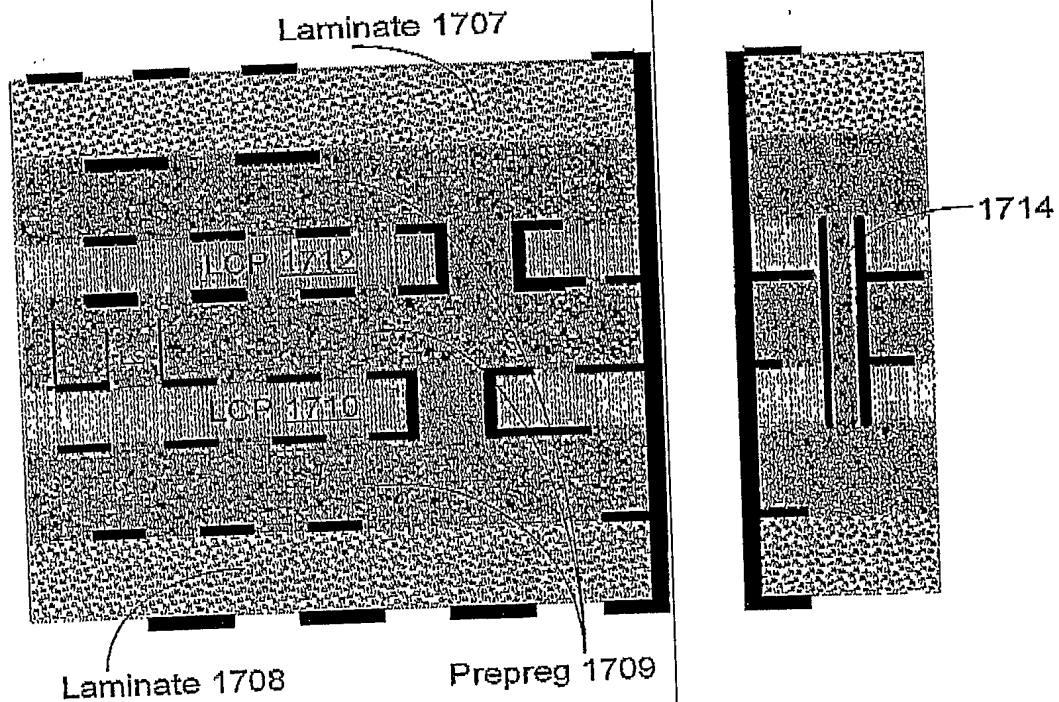 Laminate 1707
1714
LCP 1712
LCP 1710
Laminate 1708
Prepreg 1709